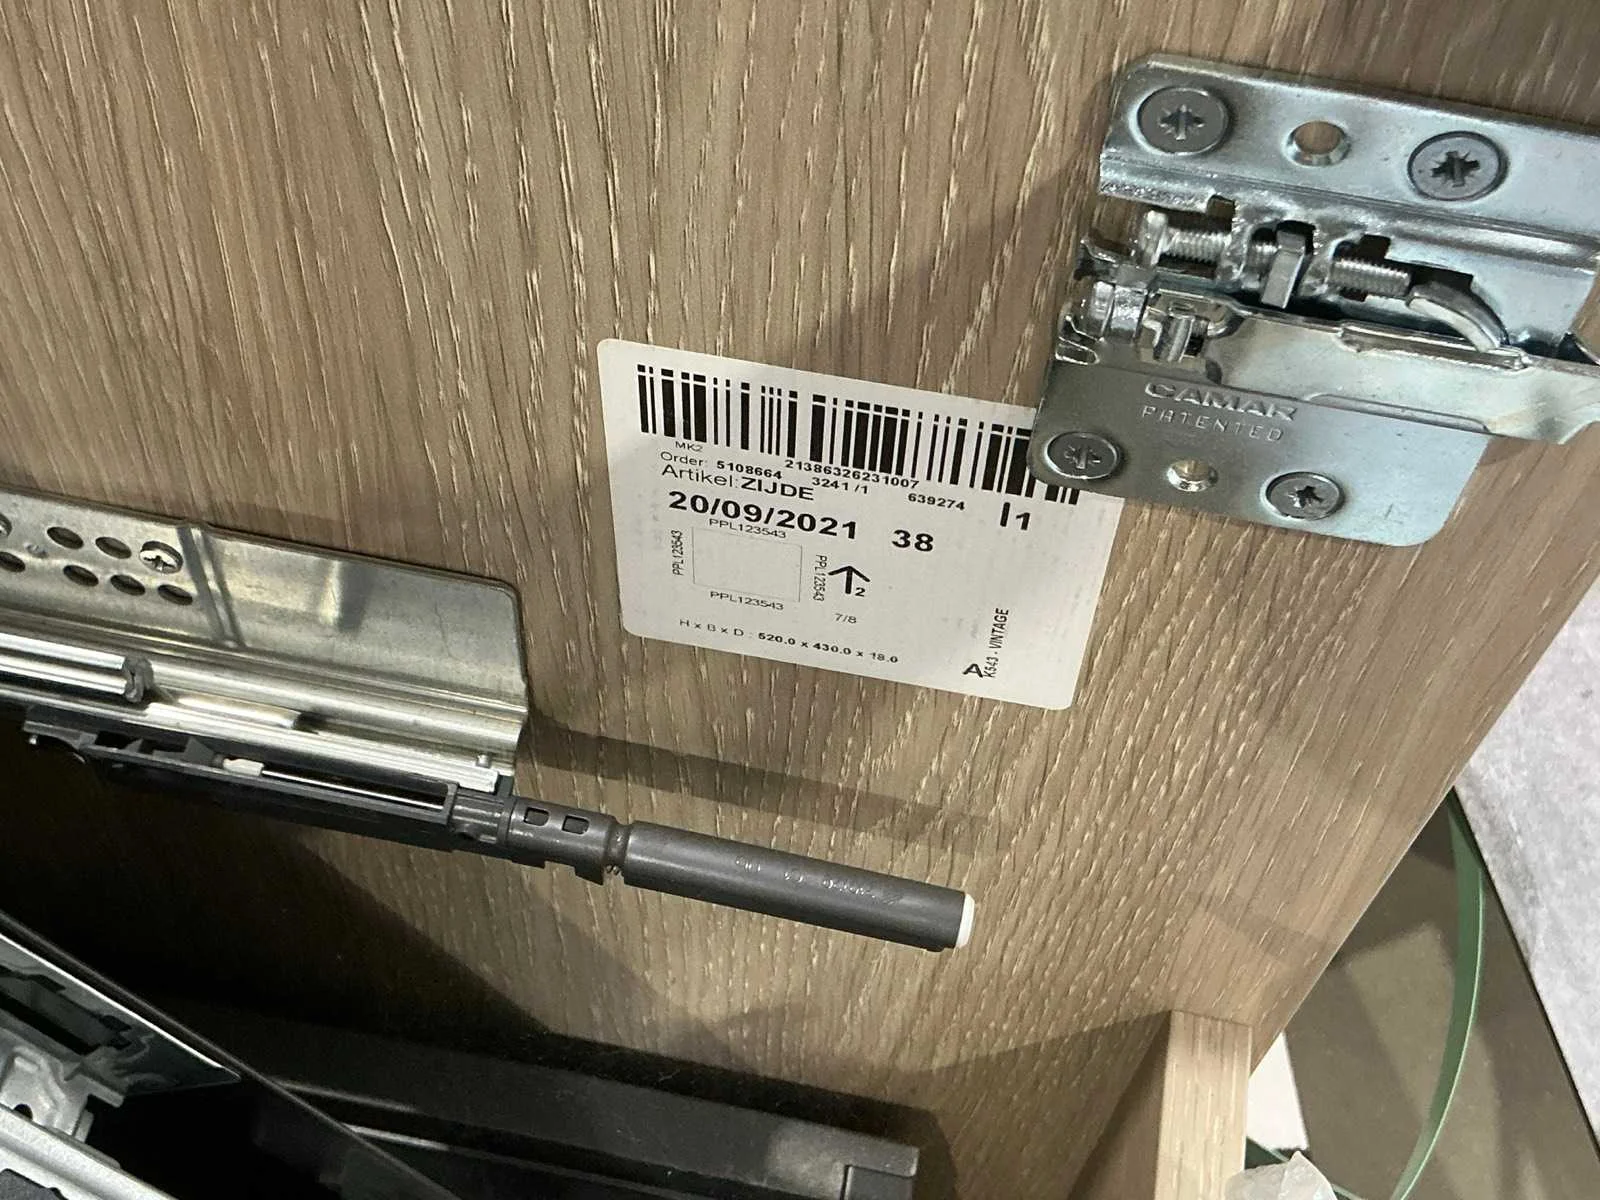 CAMAR
PATENTED
MK2
21386326231007
Order: 5108664 3241 /1 639274
Artikel: ZIJDE I1
20/09/2021 38
PPL123543
PPL123543
PPL123543
PPL123543
2
7/8
H x B x D : 520.0 x 430.0 x 18.0
A
K543 - VINTAGE